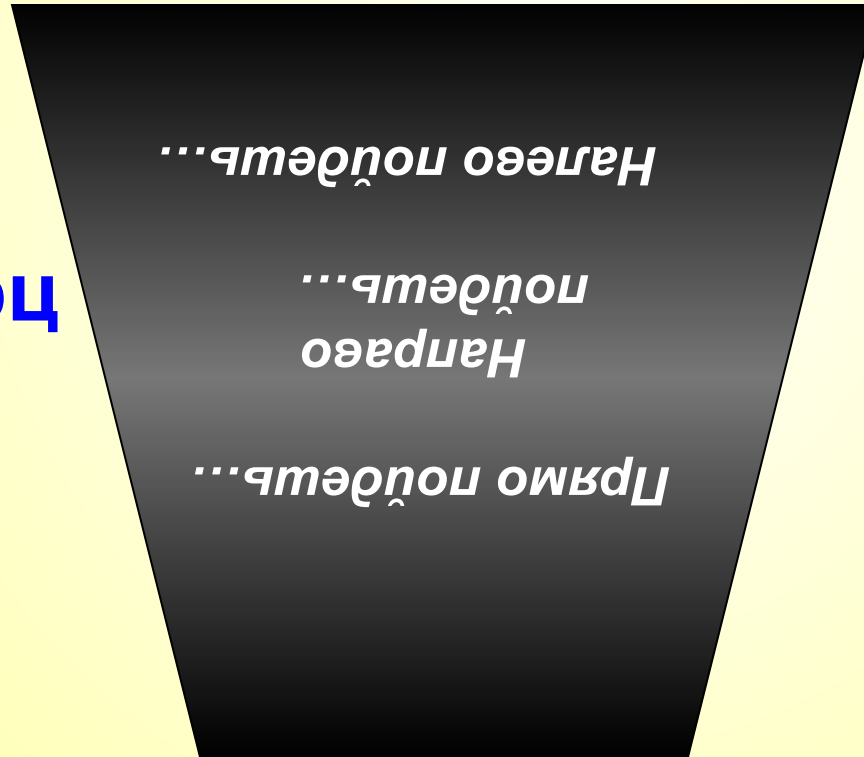 Прямо пойдешь…
Направо
пойдешь…
Налево пойдешь…